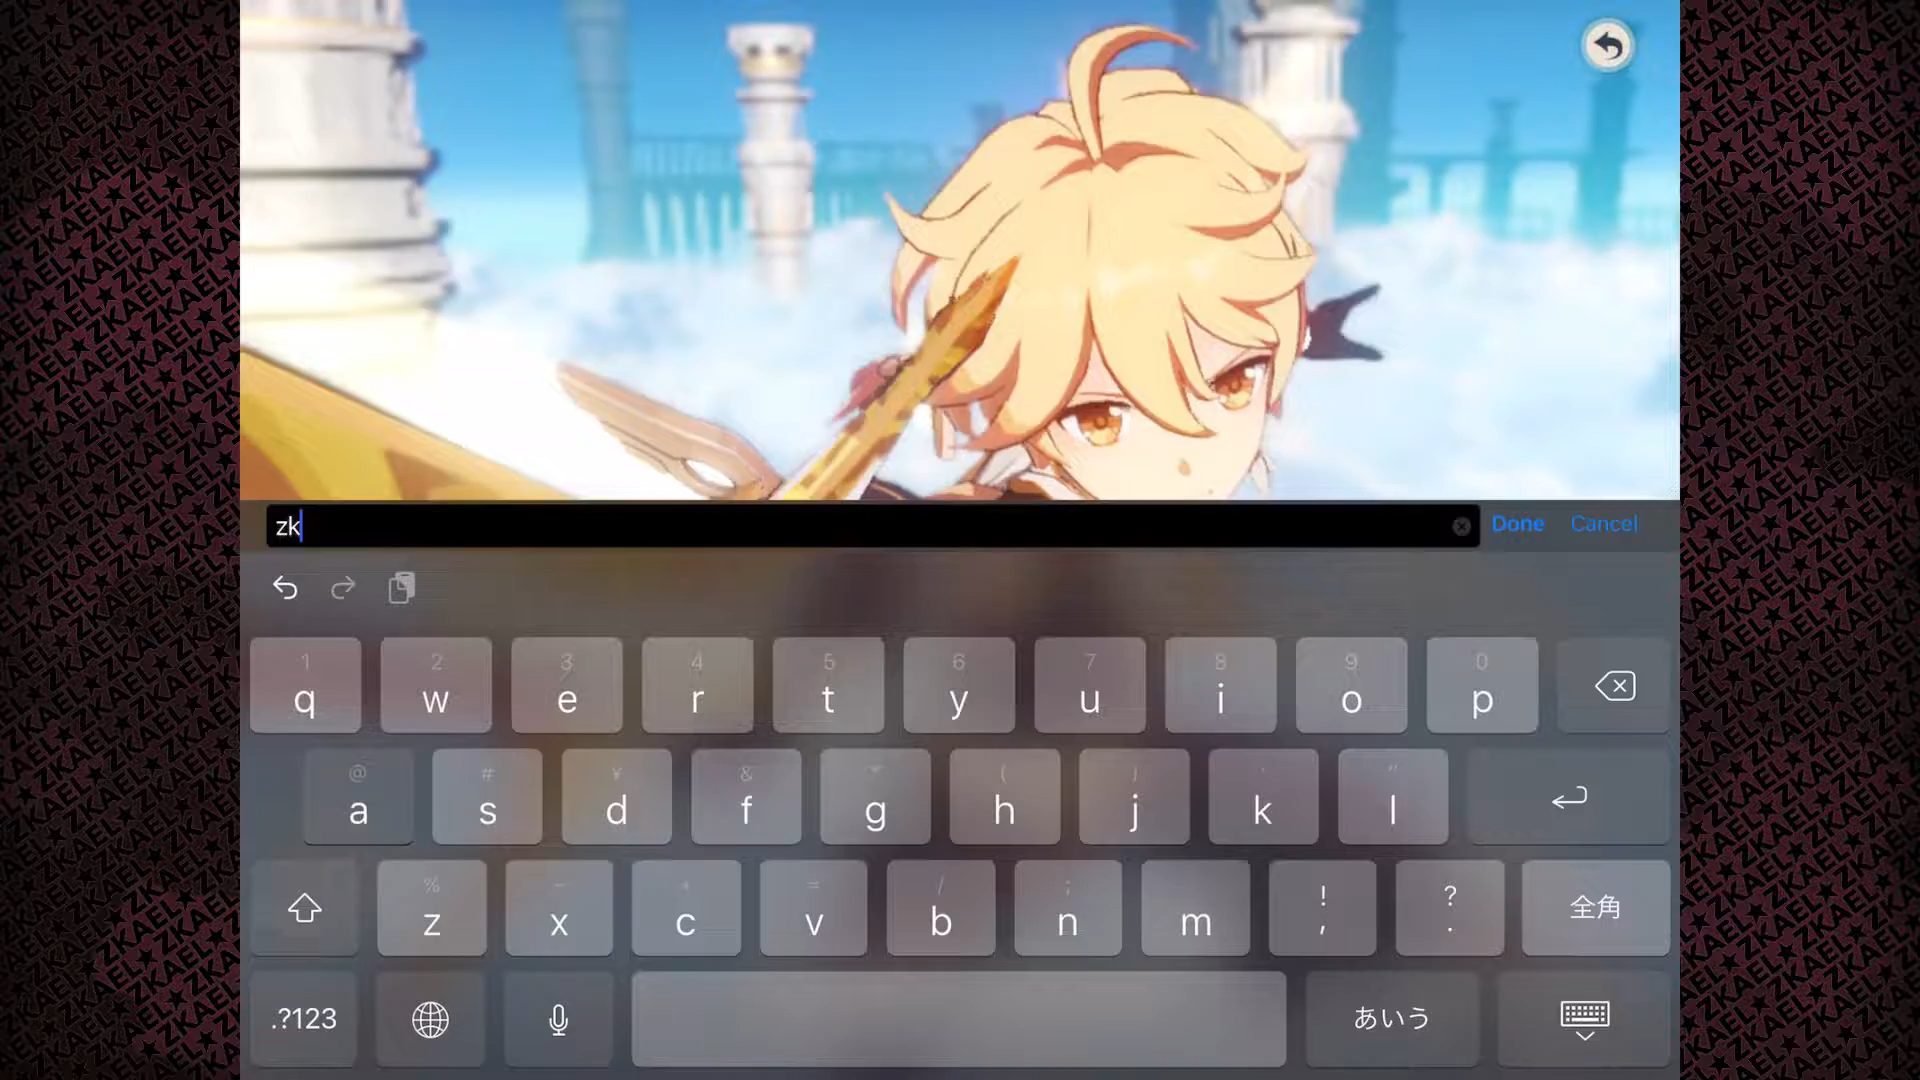 zk
Done Cancel
1 2 3 4 5 6 7 8 9 0
q w e r t y u i o p
@ # ¥ & * ( ) ' "
a s d f g h j k l
% - + = / ; ! ?
z x c v b n m , . 全角
.?123 あいう
ZKAEL